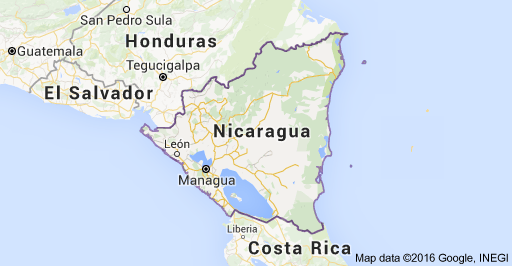 San Pedro Sula
Honduras
Guatemala
Tegucigalpa
El Salvador
Nicaragua
León
Managua
Liberia
Costa Rica
Map data ©2016 Google, INEGI